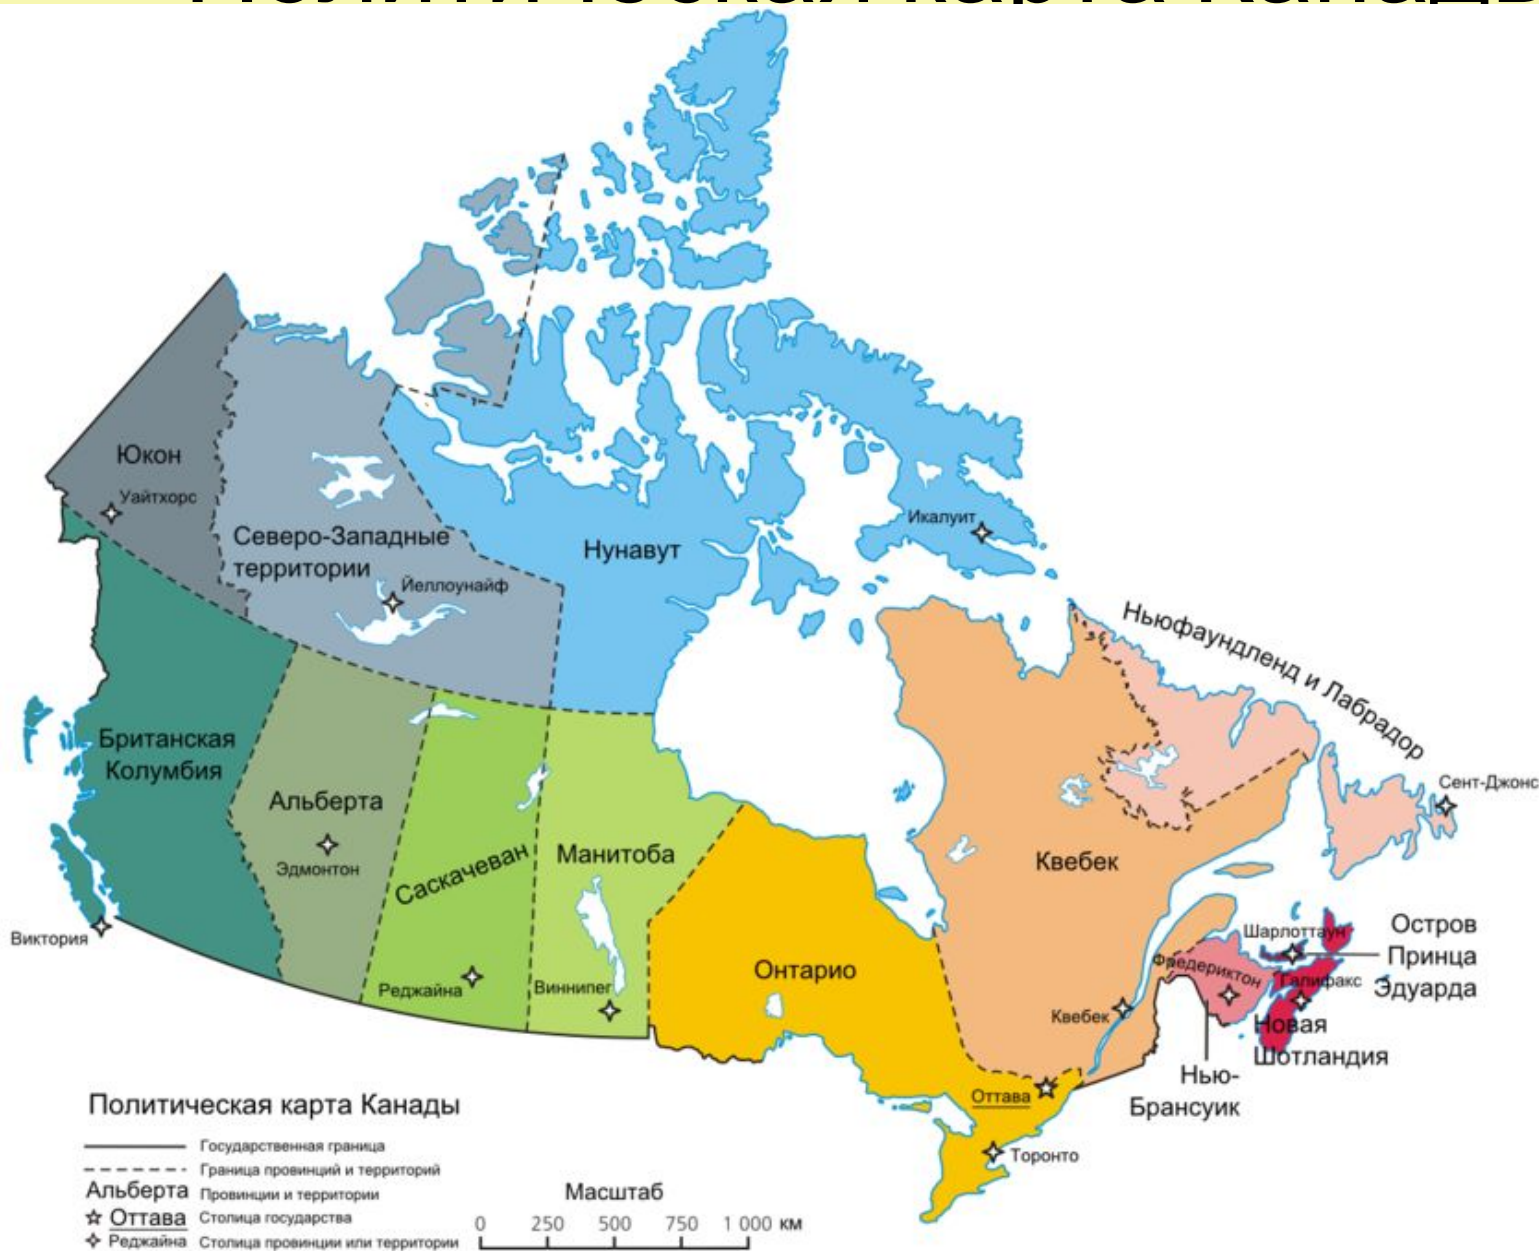 Политическая карта Канады
Юкон
Уайтхорс
Северо-Западные
территории
Йеллоунайф
Нунавут
Икалуит
Ньюфаундленд и Лабрадор
Сент-Джонс
Британская
Колумбия
Виктория
Альберта
Эдмонтон
Саскачеван
Реджайна
Манитоба
Виннипег
Онтарио
Квебек
Квебек
Оттава
Торонто
Шарлоттаун
Фредериктон
Галифакс
Остров
Принца
Эдуарда
Новая
Шотландия
Нью-
Брансуик
Политическая карта Канады
Государственная граница
Граница провинций и территорий
Альберта Провинции и территории
Оттава Столица государства
Реджайна Столица провинции или территории
Масштаб
0 250 500 750 1 000 км